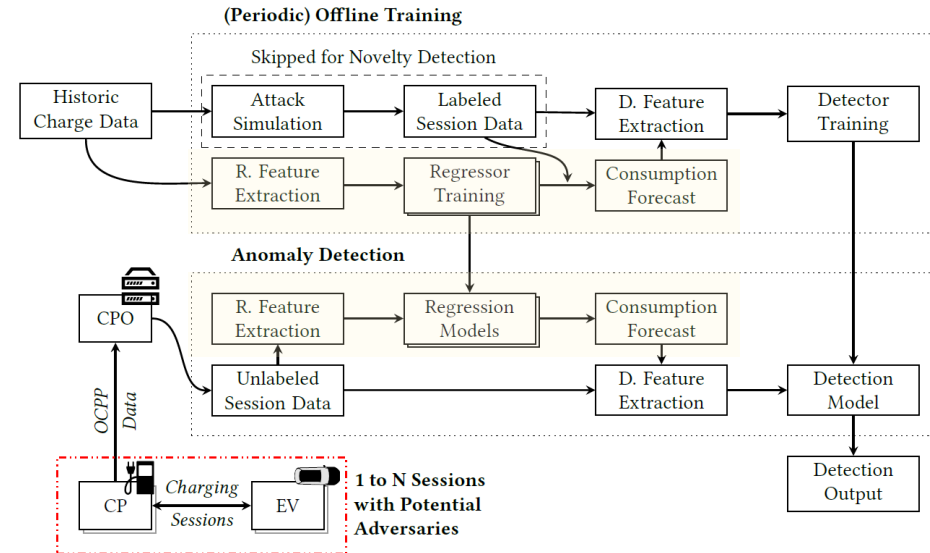 (Periodic) Offline Training
Skipped for Novelty Detection
Historic
Charge Data
Attack
Simulation
Labeled
Session Data
D. Feature
Extraction
Detector
Training
R. Feature
Extraction
Regressor
Training
Consumption
Forecast
Anomaly Detection
CPO
R. Feature
Extraction
Regression
Models
Consumption
Forecast
Unlabeled
Session Data
D. Feature
Extraction
Detection
Model
OCPP
Data
CP
Charging
Sessions
EV
1 to N Sessions
with Potential
Adversaries
Detection
Output